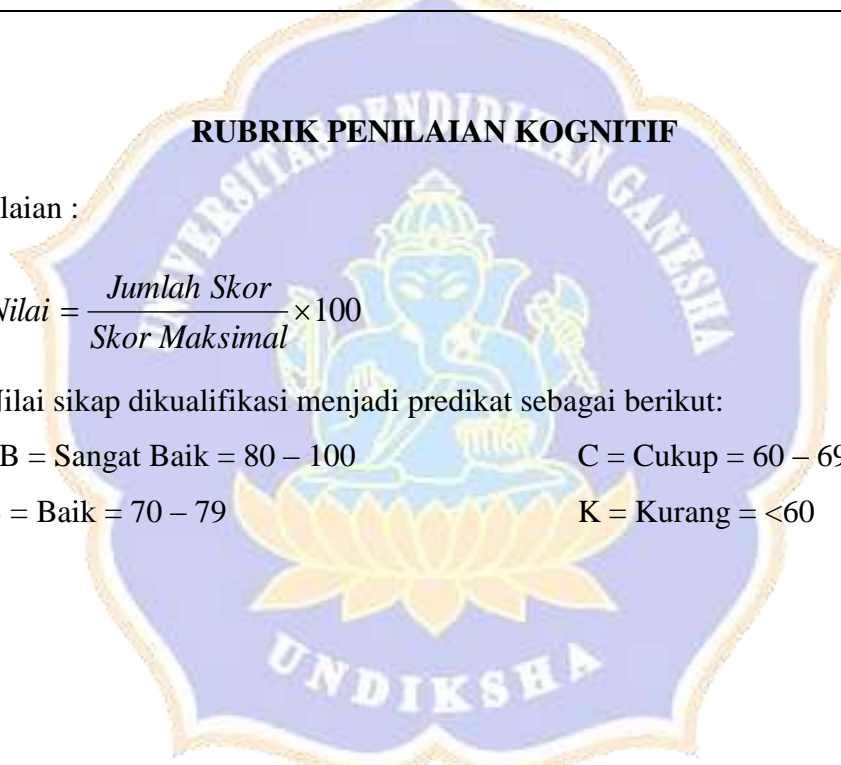 RUBRIK PENILAIAN KOGNITIF
laian :
Nilai = Jumlah Skor / Skor Maksimal ×100
Nilai sikap dikualifikasi menjadi predikat sebagai berikut:
B = Sangat Baik = 80 – 100 C = Cukup = 60 – 69
= Baik = 70 – 79 K = Kurang = <60
UNIVERSITAS PENDIDIKAN GANESHA
UNDIKSHA